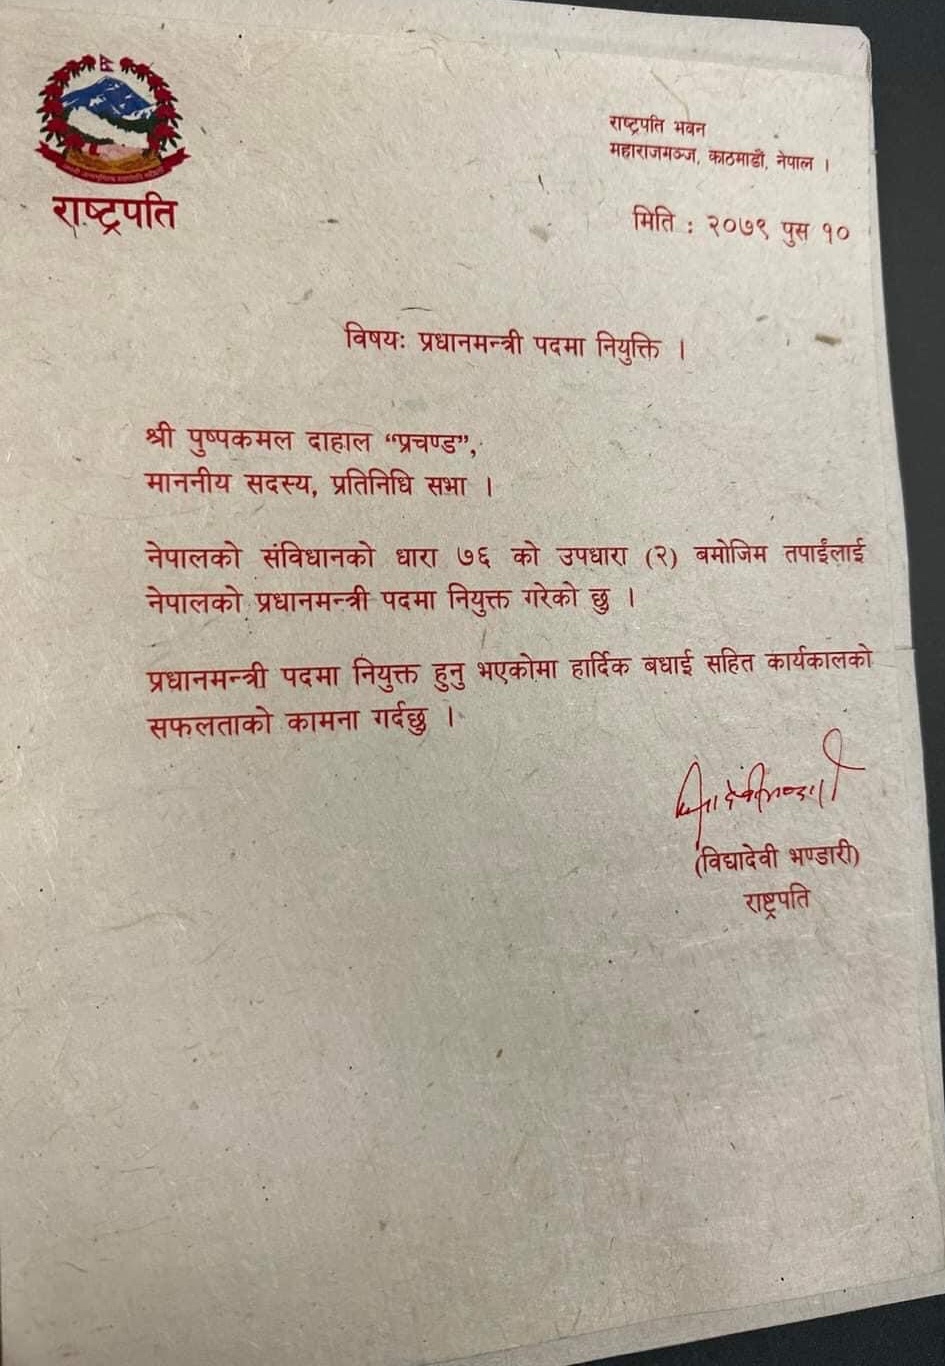 राष्ट्रपति
राष्ट्रपति भवन
महाराजगञ्ज, काठमाडौं, नेपाल ।
मिति : २०७९ पुस १०
विषयः प्रधानमन्त्री पदमा नियुक्ति ।
श्री पुष्पकमल दाहाल “प्रचण्ड”,
माननीय सदस्य, प्रतिनिधि सभा ।
नेपालको संविधानको धारा ७६ को उपधारा (२) बमोजिम तपाईंलाई
नेपालको प्रधानमन्त्री पदमा नियुक्त गरेको छु ।
प्रधानमन्त्री पदमा नियुक्त हुनु भएकोमा हार्दिक बधाई सहित कार्यकालको
सफलताको कामना गर्दछु ।
(विद्यादेवी भण्डारी)
राष्ट्रपति